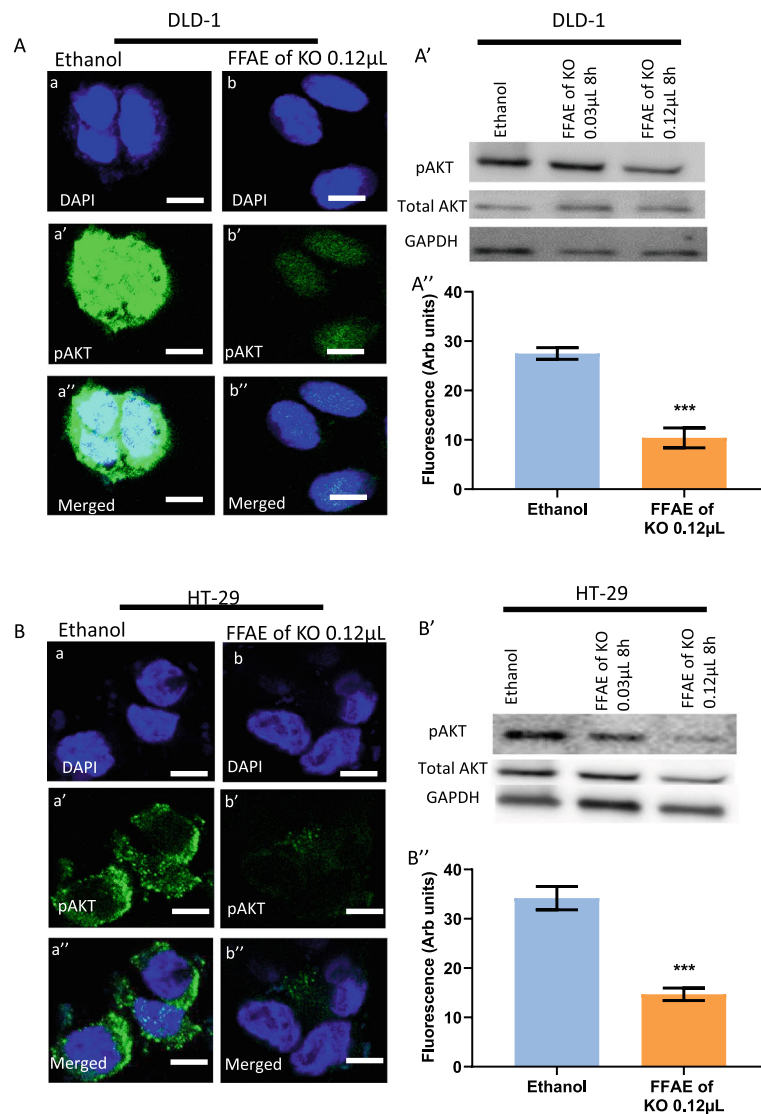 DLD-1
A
Ethanol
FFAE of KO 0.12µL
a
DAPI
b
DAPI
a'
pAKT
b'
pAKT
a''
Merged
b''
Merged
DLD-1
A'
Ethanol
FFAE of KO
0.03µL 8h
FFAE of KO
0.12µL 8h
pAKT
Total AKT
GAPDH
A''
Fluorescence (Arb units)
40
30
20
10
0
***
Ethanol
FFAE of
KO 0.12µL
HT-29
B
Ethanol
FFAE of KO 0.12µL
a
DAPI
b
DAPI
a'
pAKT
b'
pAKT
a''
Merged
b''
Merged
HT-29
B'
Ethanol
FFAE of KO
0.03µL 8h
FFAE of KO
0.12µL 8h
pAKT
Total AKT
GAPDH
B''
Fluorescence (Arb units)
40
30
20
10
0
***
Ethanol
FFAE of
KO 0.12µL